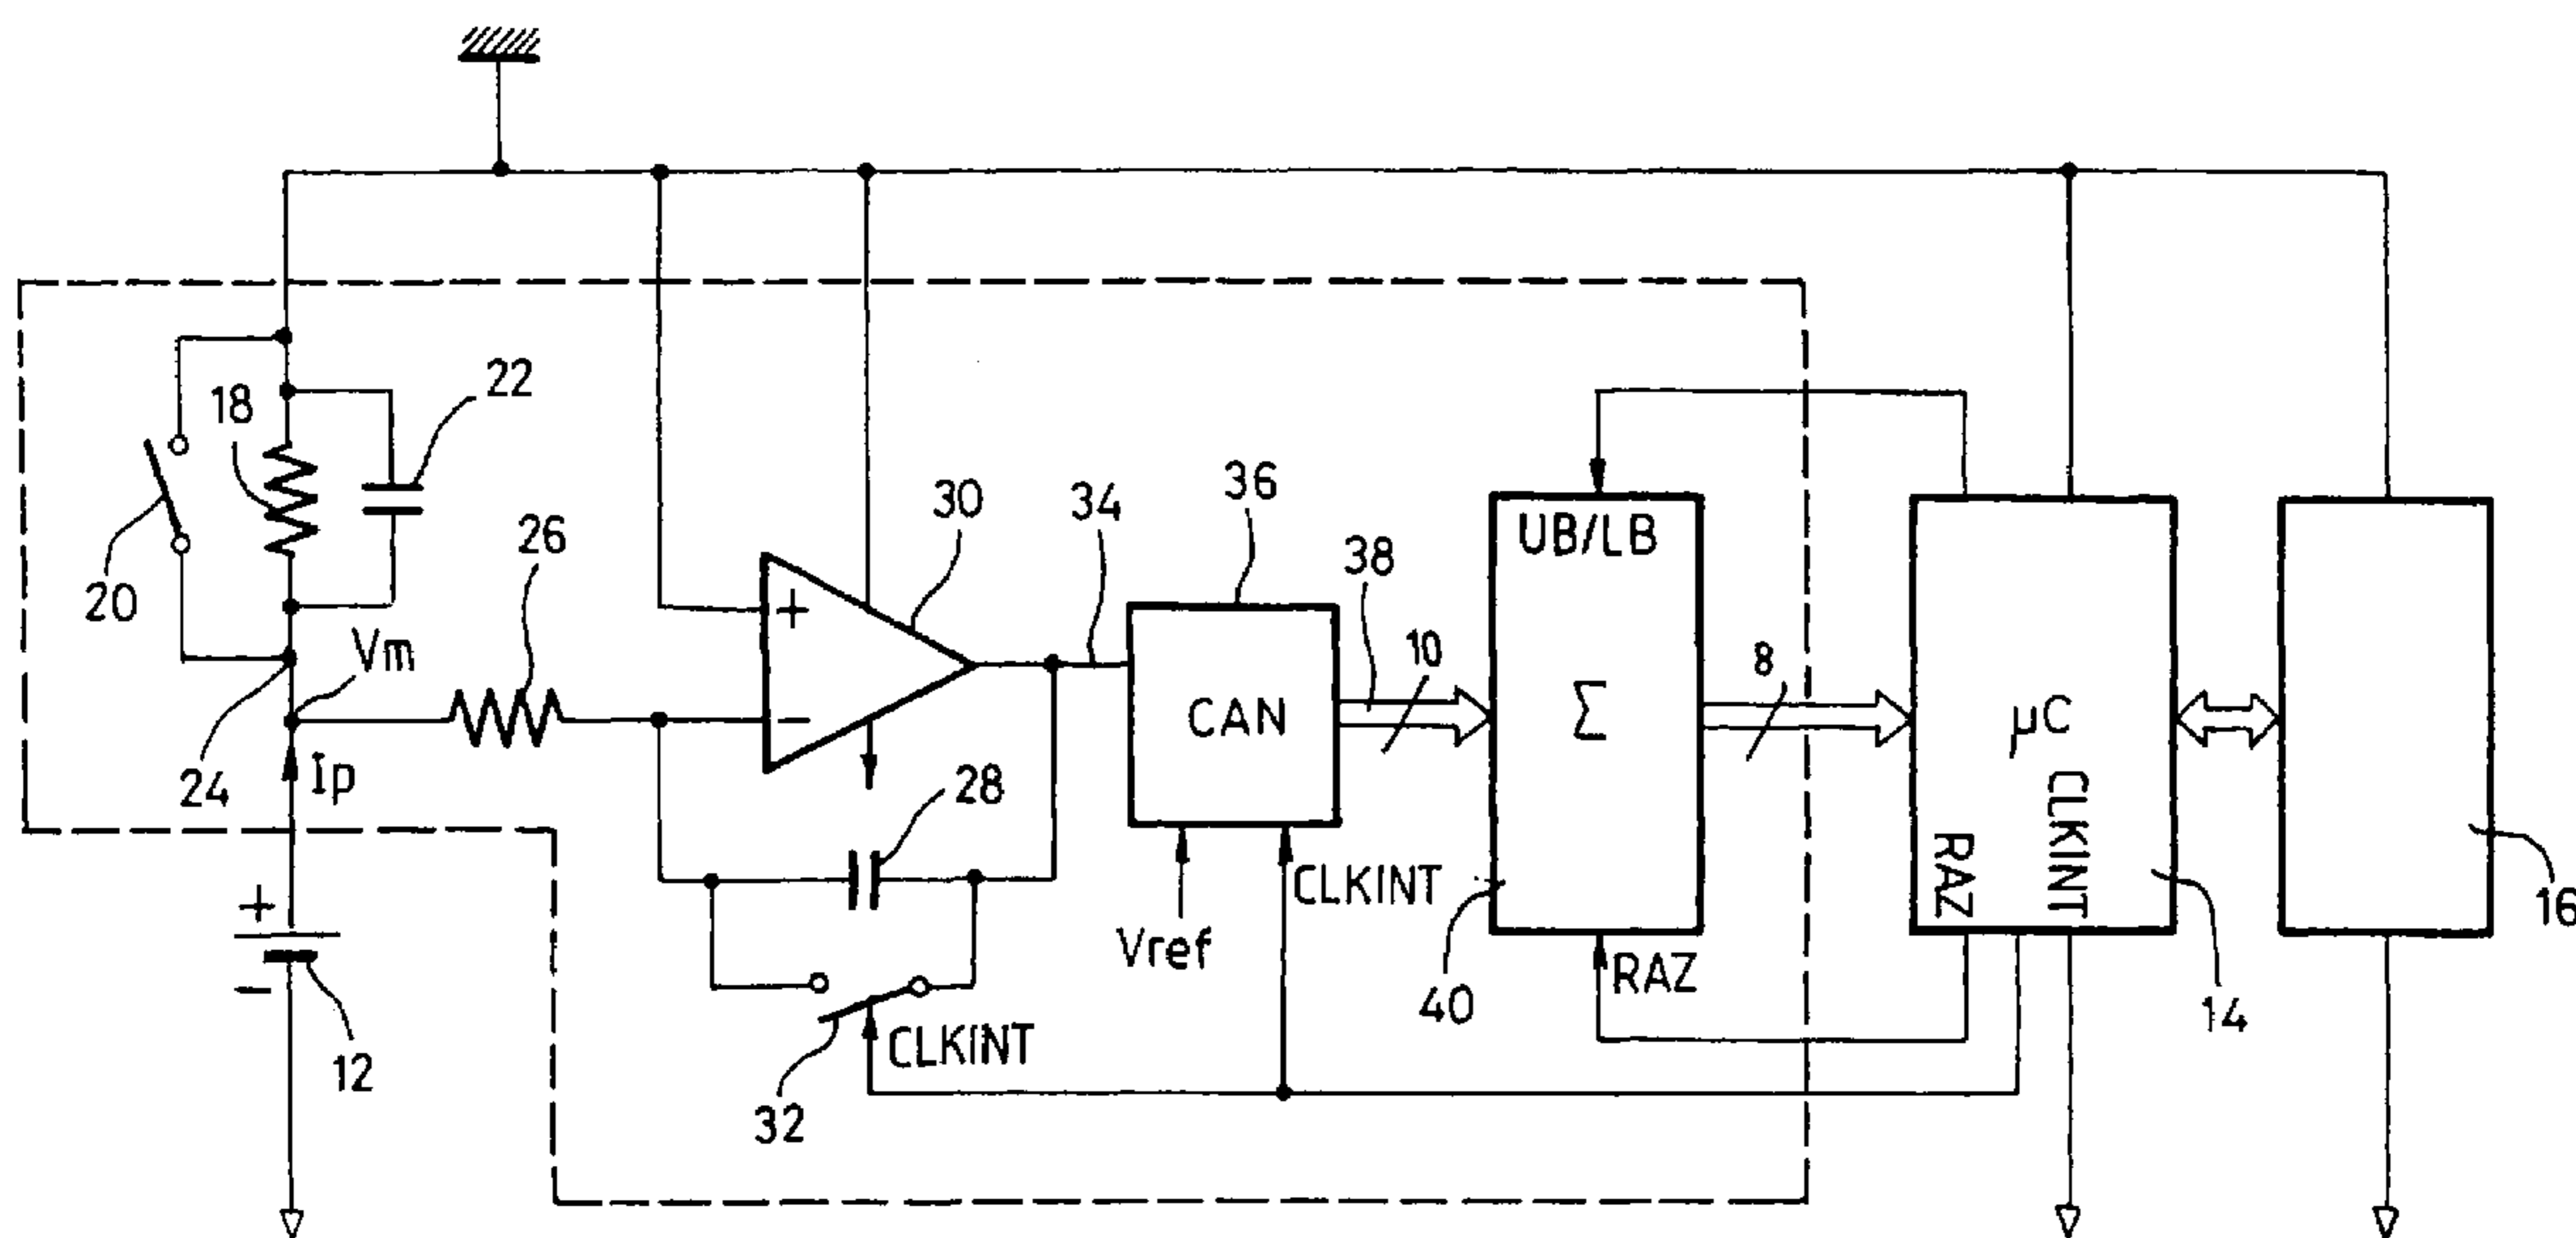 22
18
20
Vm
26
30
34
36
38
10
UB/LB
8
+
−
Σ
CAN
µC
24
Ip
28
CLKINT
RAZ
CLKINT
Vref
+
−
12
CLKINT
32
40
RAZ
14
16